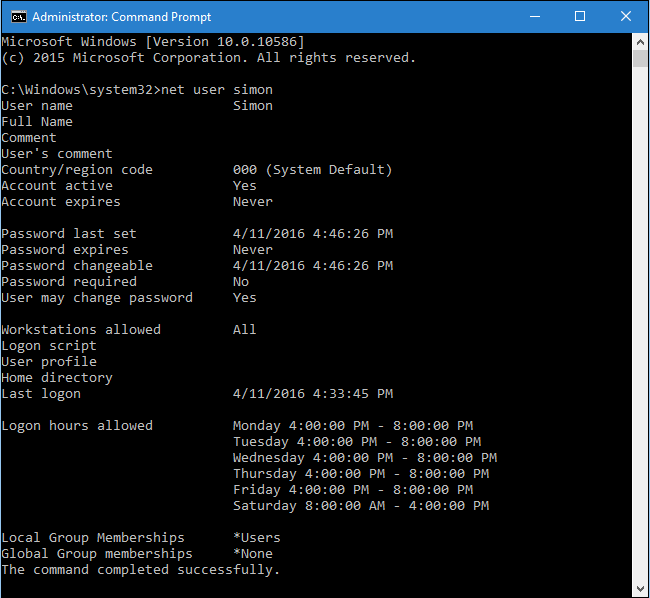 Administrator: Command Prompt
Microsoft Windows [Version 10.0.10586]
(c) 2015 Microsoft Corporation. All rights reserved.
C:\Windows\system32>net user simon
User name Simon
Full Name
Comment
User's comment
Country/region code 000 (System Default)
Account active Yes
Account expires Never
Password last set 4/11/2016 4:46:26 PM
Password expires Never
Password changeable 4/11/2016 4:46:26 PM
Password required No
User may change password Yes
Workstations allowed All
Logon script
User profile
Home directory
Last logon 4/11/2016 4:33:45 PM
Logon hours allowed Monday 4:00:00 PM - 8:00:00 PM
Tuesday 4:00:00 PM - 8:00:00 PM
Wednesday 4:00:00 PM - 8:00:00 PM
Thursday 4:00:00 PM - 8:00:00 PM
Friday 4:00:00 PM - 8:00:00 PM
Saturday 8:00:00 AM - 4:00:00 PM
Local Group Memberships *Users
Global Group memberships *None
The command completed successfully.